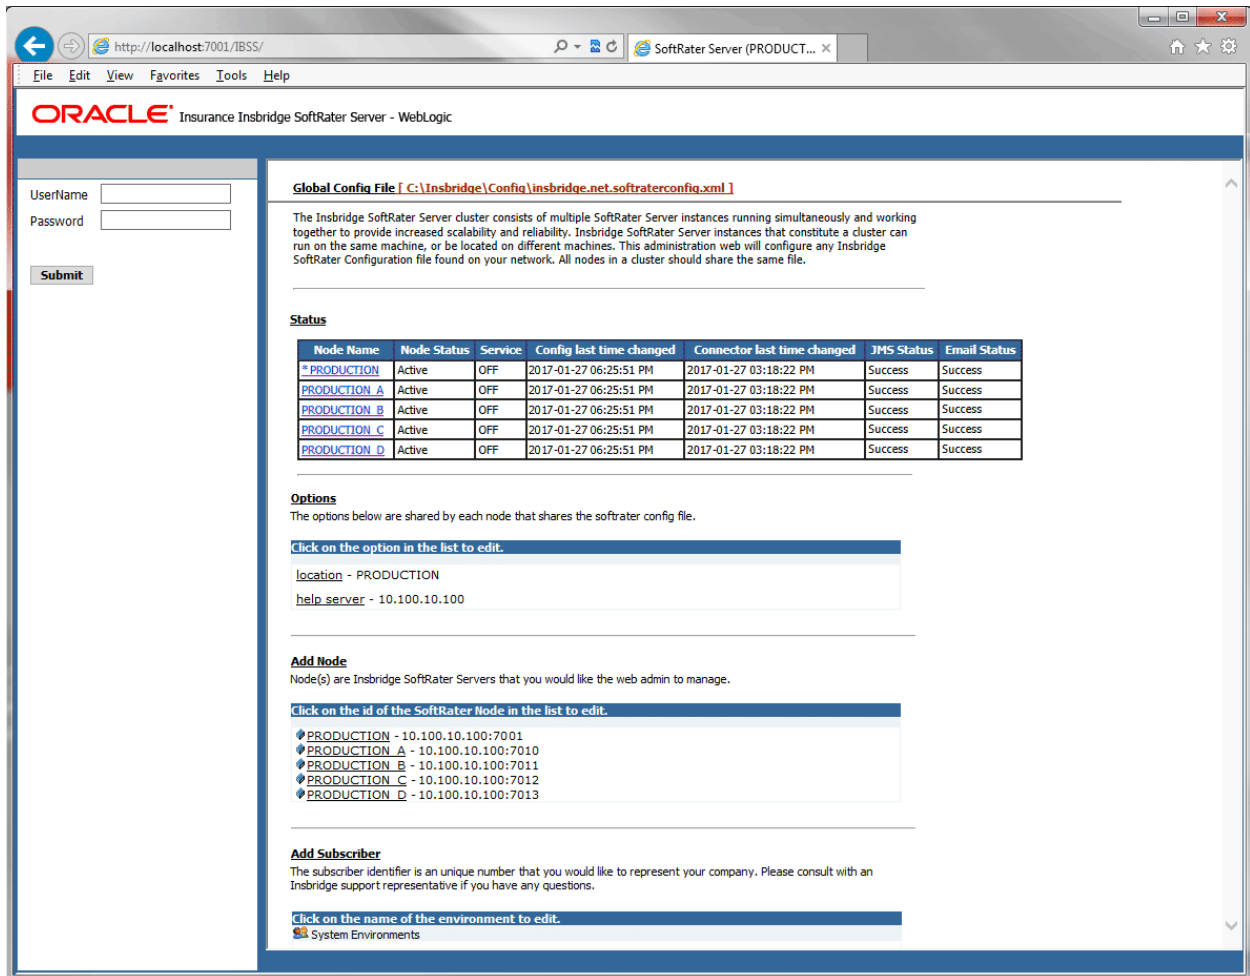 http://localhost:7001/IBSS/
SoftRater Server (PRODUCT...
File Edit View Favorites Tools Help
ORACLE Insurance Insbridge SoftRater Server - WebLogic
UserName
Password
Submit
Global Config File [ C:\Insbridge\Config\insbridge.net.softraterconfig.xml ]
The Insbridge SoftRater Server cluster consists of multiple SoftRater Server instances running simultaneously and working
together to provide increased scalability and reliability. Insbridge SoftRater Server instances that constitute a cluster can
run on the same machine, or be located on different machines. This administration web will configure any Insbridge
SoftRater Configuration file found on your network. All nodes in a cluster should share the same file.
Status
Node Name Node Status Service Config last time changed Connector last time changed JMS Status Email Status
* PRODUCTION Active OFF 2017-01-27 06:25:51 PM 2017-01-27 03:18:22 PM Success Success
PRODUCTION_A Active OFF 2017-01-27 06:25:51 PM 2017-01-27 03:18:22 PM Success Success
PRODUCTION_B Active OFF 2017-01-27 06:25:51 PM 2017-01-27 03:18:22 PM Success Success
PRODUCTION_C Active OFF 2017-01-27 06:25:51 PM 2017-01-27 03:18:22 PM Success Success
PRODUCTION_D Active OFF 2017-01-27 06:25:51 PM 2017-01-27 03:18:22 PM Success Success
Options
The options below are shared by each node that shares the softrater config file.
Click on the option in the list to edit.
location - PRODUCTION
help server - 10.100.10.100
Add Node
Node(s) are Insbridge SoftRater Servers that you would like the web admin to manage.
Click on the id of the SoftRater Node in the list to edit.
PRODUCTION - 10.100.10.100:7001
PRODUCTION_A - 10.100.10.100:7010
PRODUCTION_B - 10.100.10.100:7011
PRODUCTION_C - 10.100.10.100:7012
PRODUCTION_D - 10.100.10.100:7013
Add Subscriber
The subscriber identifier is an unique number that you would like to represent your company. Please consult with an
Insbridge support representative if you have any questions.
Click on the name of the environment to edit.
System Environments